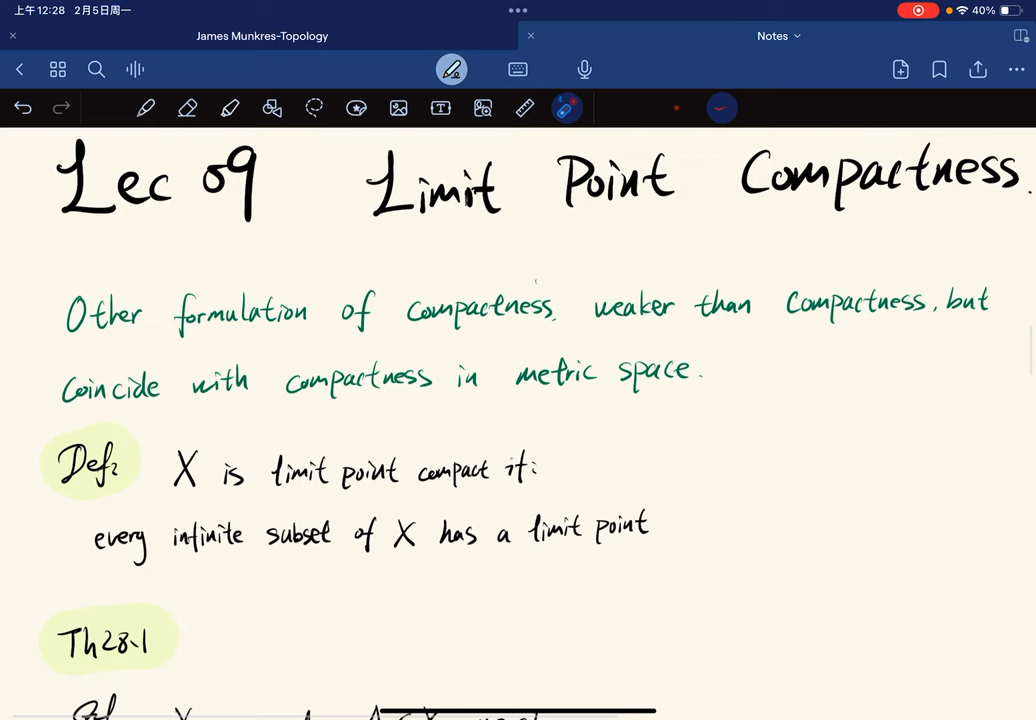 上午12:28 2月5日周一
40%
James Munkres-Topology
Notes
Lec 09 Limit Point Compactness.
Other formulation of compactness. weaker than compactness, but
coincide with compactness in metric space.
Def: X is limit point compact if:
every infinite subset of X has a limit point
Th28.1